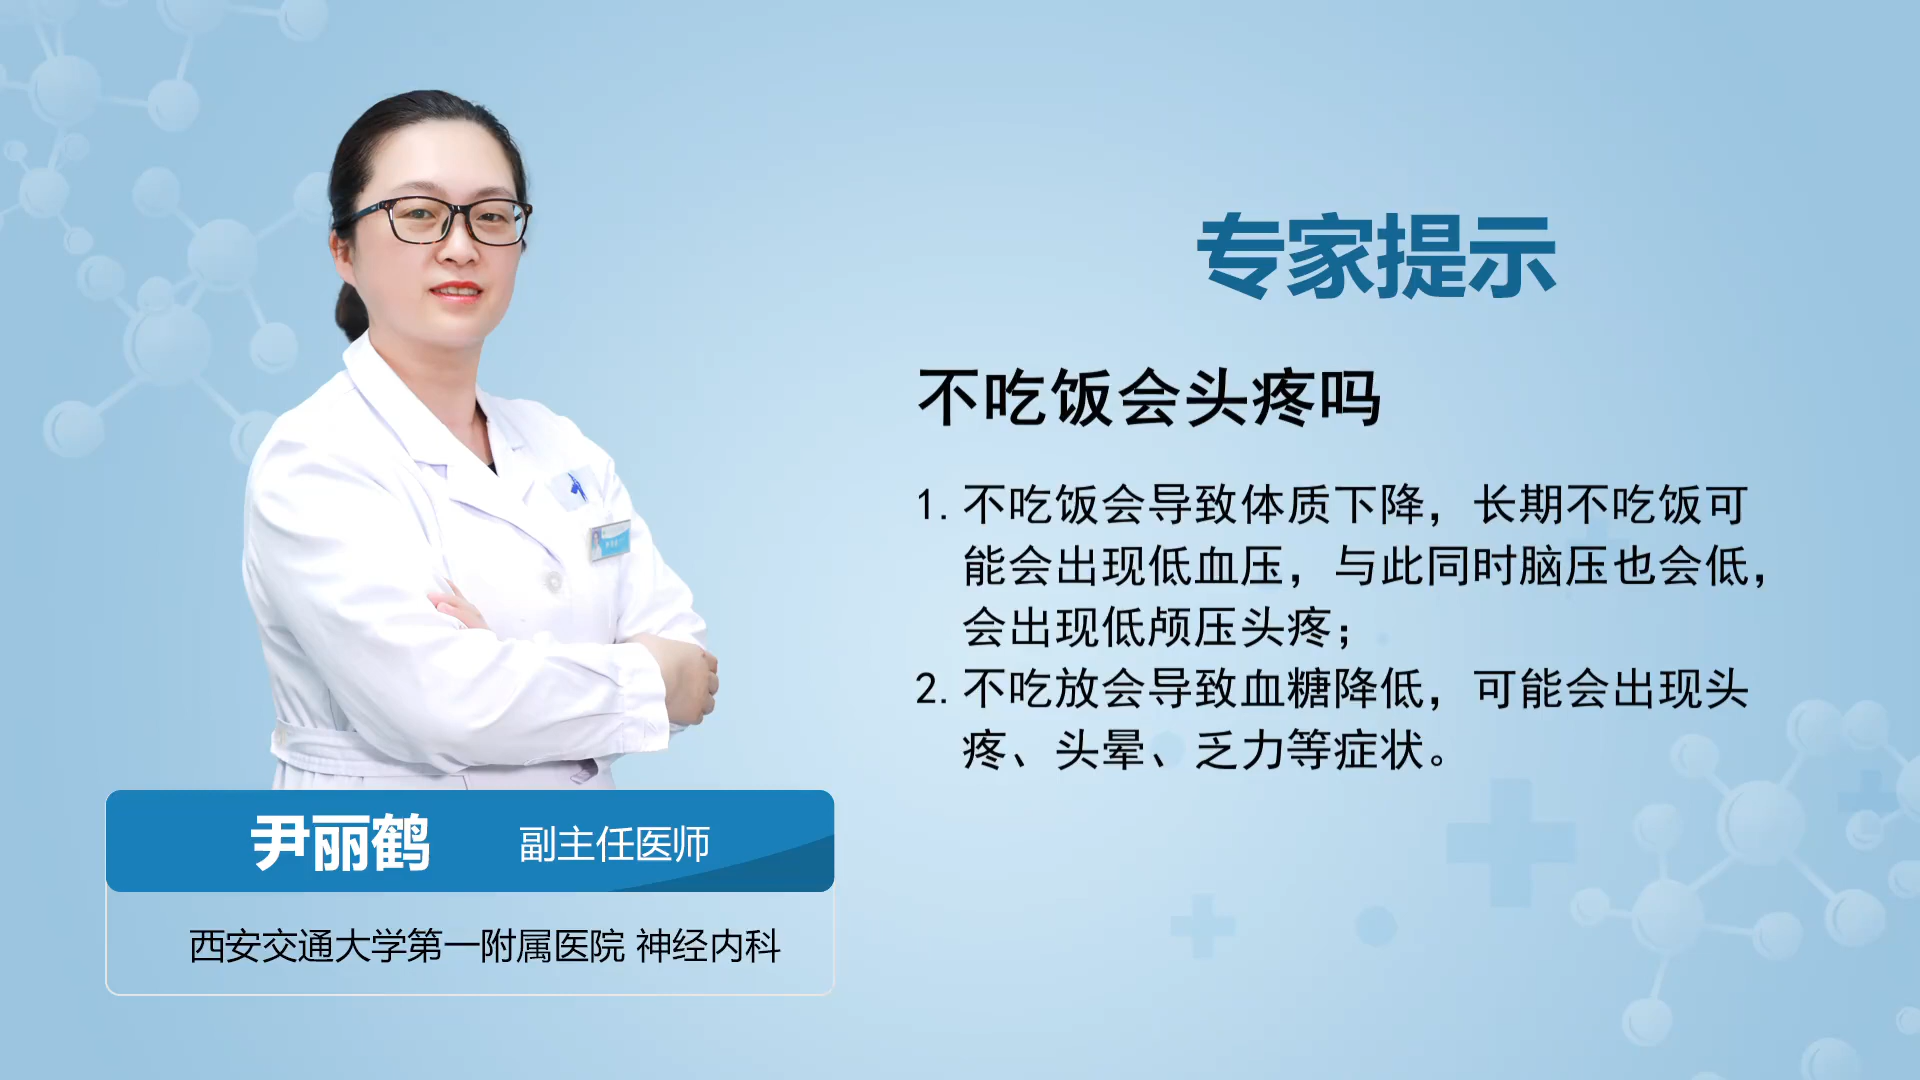 专家提示
不吃饭会头疼吗
1. 不吃饭会导致体质下降，长期不吃饭可
能会出现低血压，与此同时脑压也会低，
会出现低颅压头疼；
2. 不吃放会导致血糖降低，可能会出现头
疼、头晕、乏力等症状。
尹丽鹤 副主任医师
西安交通大学第一附属医院 神经内科